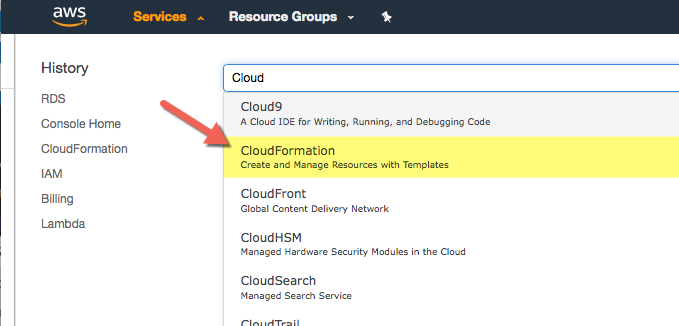 aws Services Resource Groups
History
RDS
Console Home
CloudFormation
IAM
Billing
Lambda
Cloud
Cloud9
A Cloud IDE for Writing, Running, and Debugging Code
CloudFormation
Create and Manage Resources with Templates
CloudFront
Global Content Delivery Network
CloudHSM
Managed Hardware Security Modules in the Cloud
CloudSearch
Managed Search Service
CloudTrail